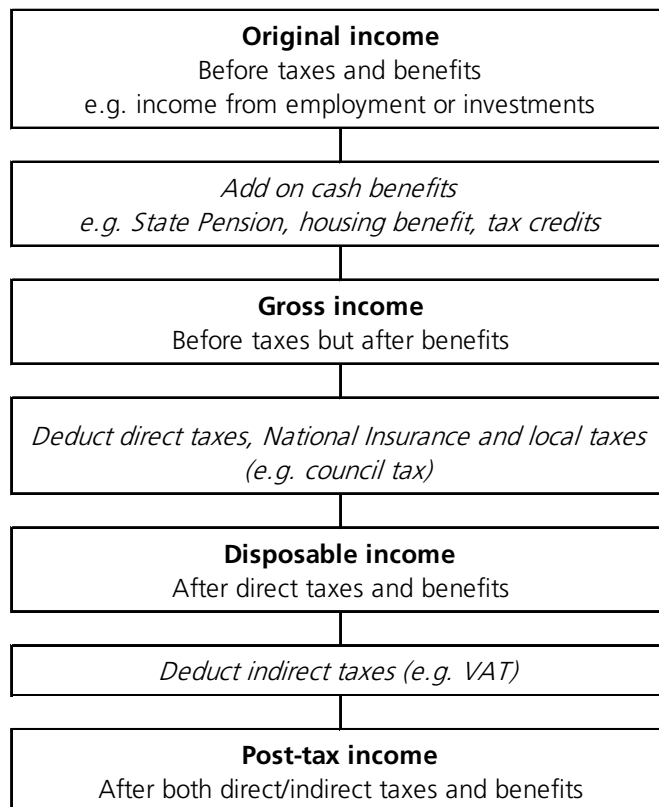 Original income
Before taxes and benefits
e.g. income from employment or investments
Add on cash benefits
e.g. State Pension, housing benefit, tax credits
Gross income
Before taxes but after benefits
Deduct direct taxes, National Insurance and local taxes
(e.g. council tax)
Disposable income
After direct taxes and benefits
Deduct indirect taxes (e.g. VAT)
Post-tax income
After both direct/indirect taxes and benefits